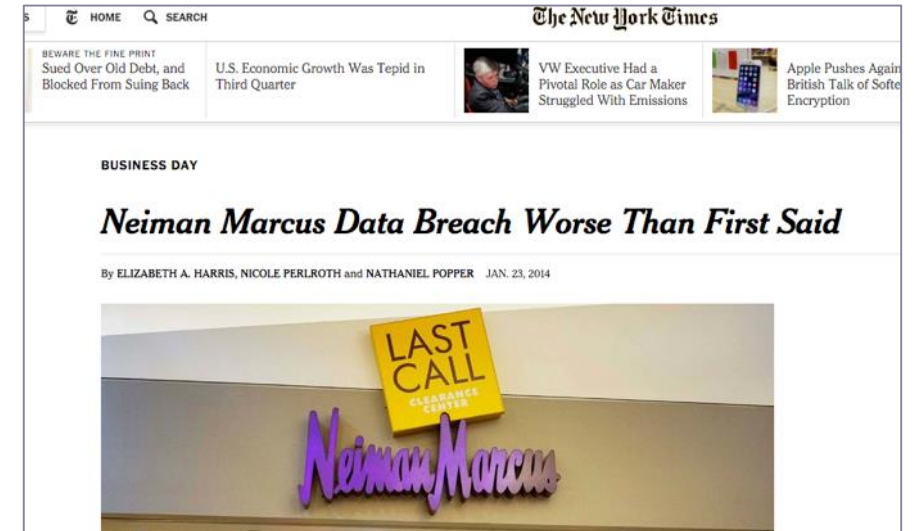 HOME SEARCH The New York Times
BEWARE THE FINE PRINT
Sued Over Old Debt, and
Blocked From Suing Back
U.S. Economic Growth Was Tepid in
Third Quarter
VW Executive Had a
Pivotal Role as Car Maker
Struggled With Emissions
Apple Pushes Again
British Talk of Softe
Encryption
BUSINESS DAY
Neiman Marcus Data Breach Worse Than First Said
By ELIZABETH A. HARRIS, NICOLE PERLROTH and NATHANIEL POPPER JAN. 23, 2014
LAST
CALL
CLEARANCE
CENTER
Neiman Marcus